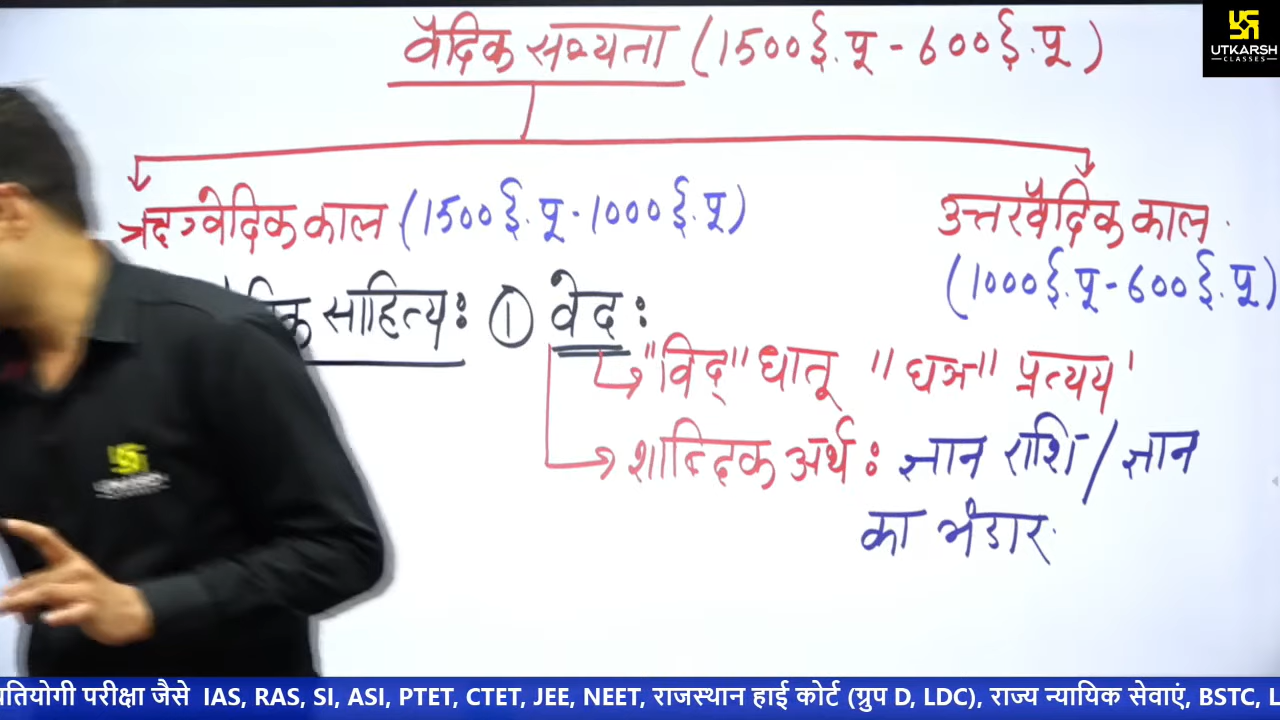 वैदिक सभ्यता (1500 ई.पू - 600 ई.पू)
UTKARSH
CLASSES
ऋग्वेदिक काल (1500 ई.पू - 1000 ई.पू)
उत्तरवैदिक काल
(1000 ई.पू - 600 ई.पू)
साहित्य: ① वेद:
"विद्" धातू "घञ" प्रत्यय
शाब्दिक अर्थ: ज्ञान राशि / ज्ञान
का भंडार
प्रतियोगी परीक्षा जैसे IAS, RAS, SI, ASI, PTET, CTET, JEE, NEET, राजस्थान हाई कोर्ट (ग्रुप D, LDC), राज्य न्यायिक सेवाएं, BSTC, L